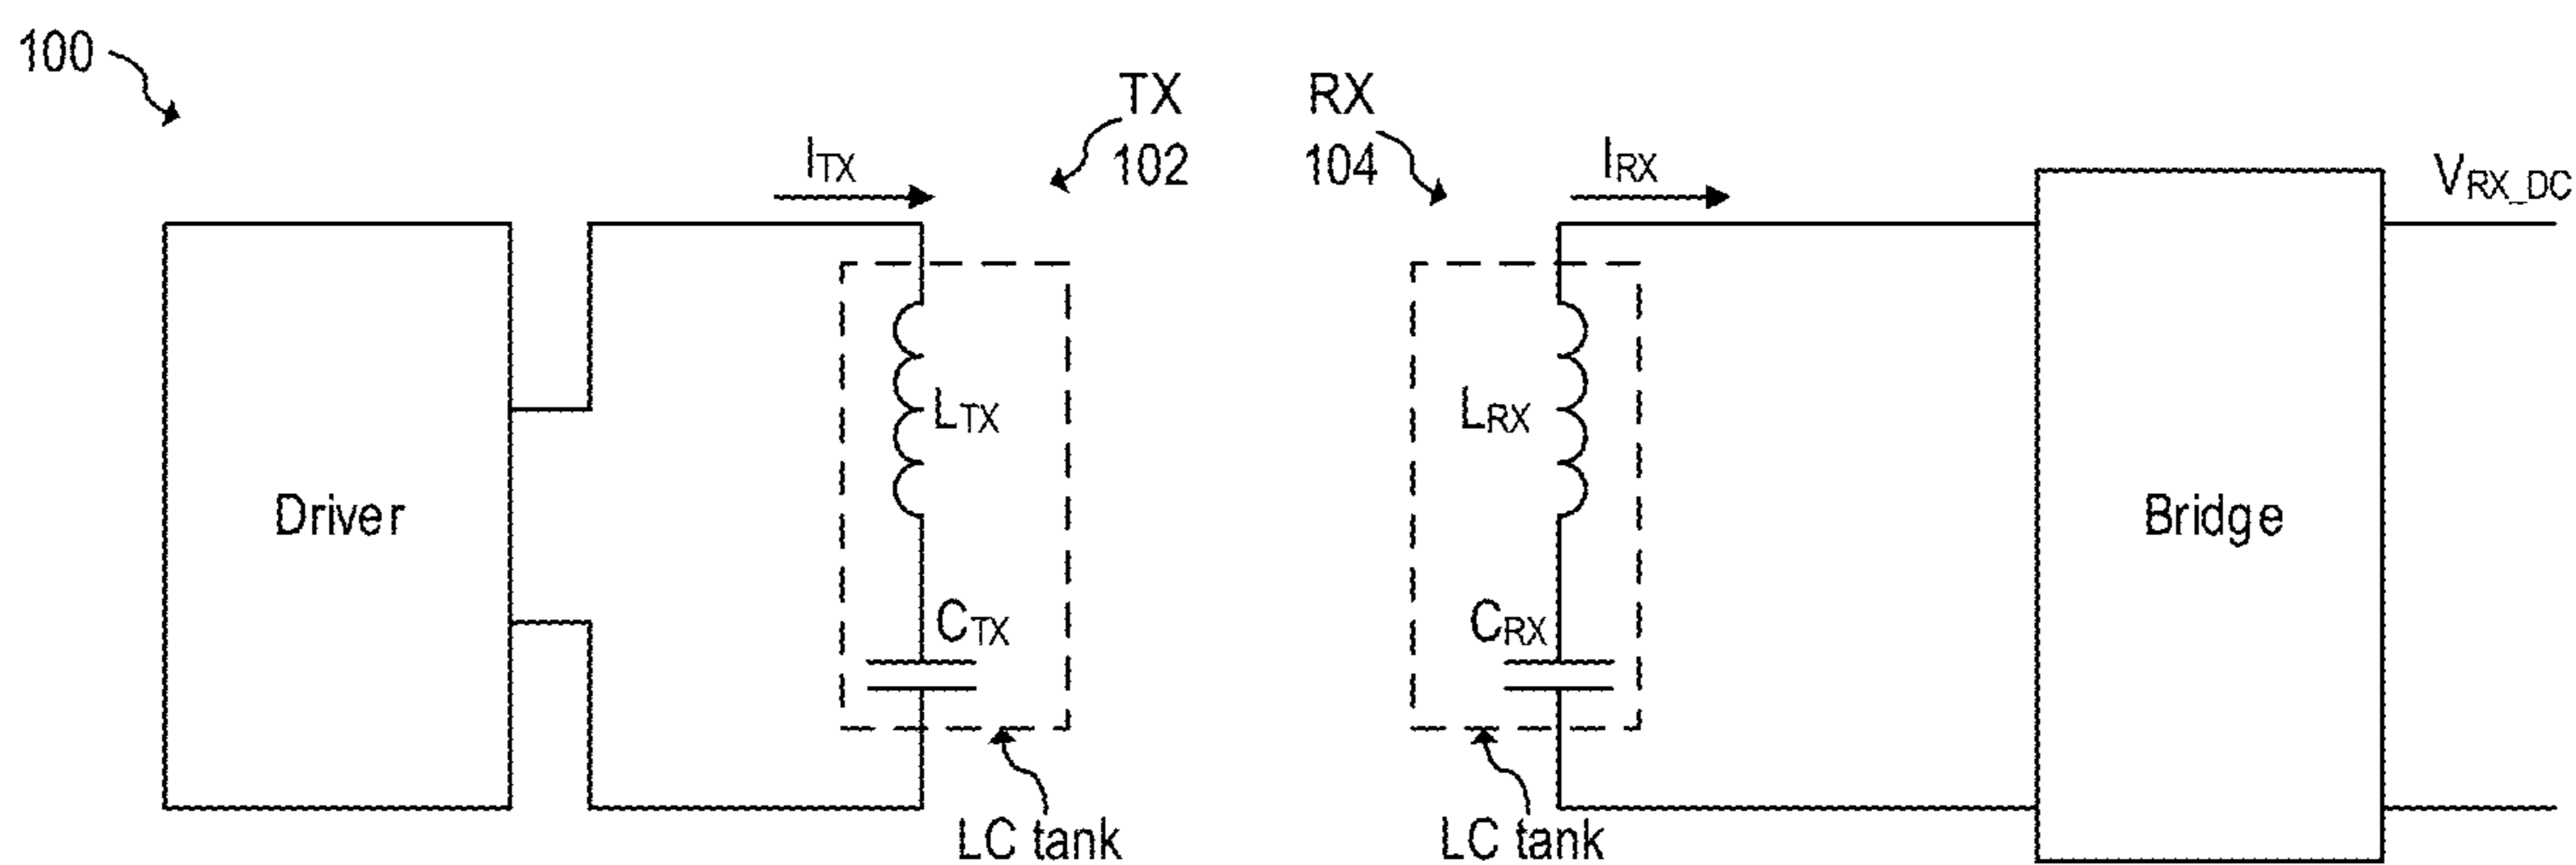 100
TX
102
RX
104
ITX
IRX
VRX_DC
LTX
LRX
Driver
Bridge
CTX
CRX
LC tank
LC tank